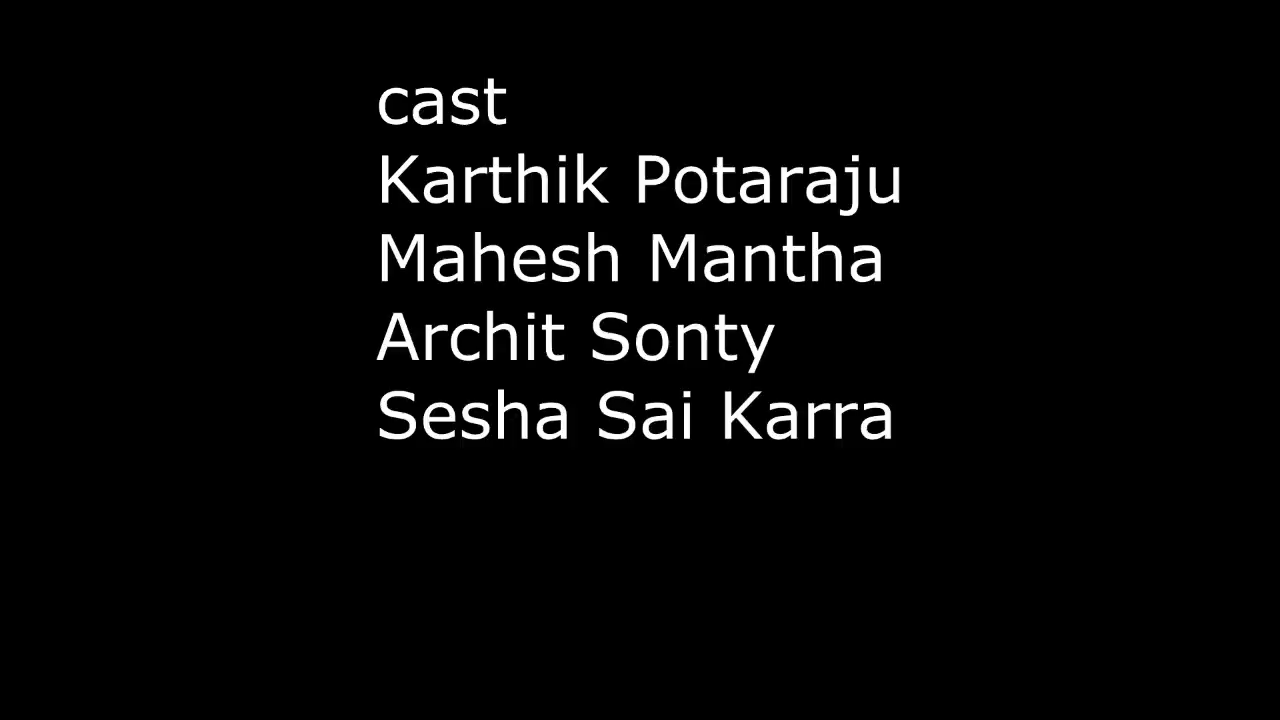 cast
Karthik Potaraju
Mahesh Mantha
Archit Sonty
Sesha Sai Karra